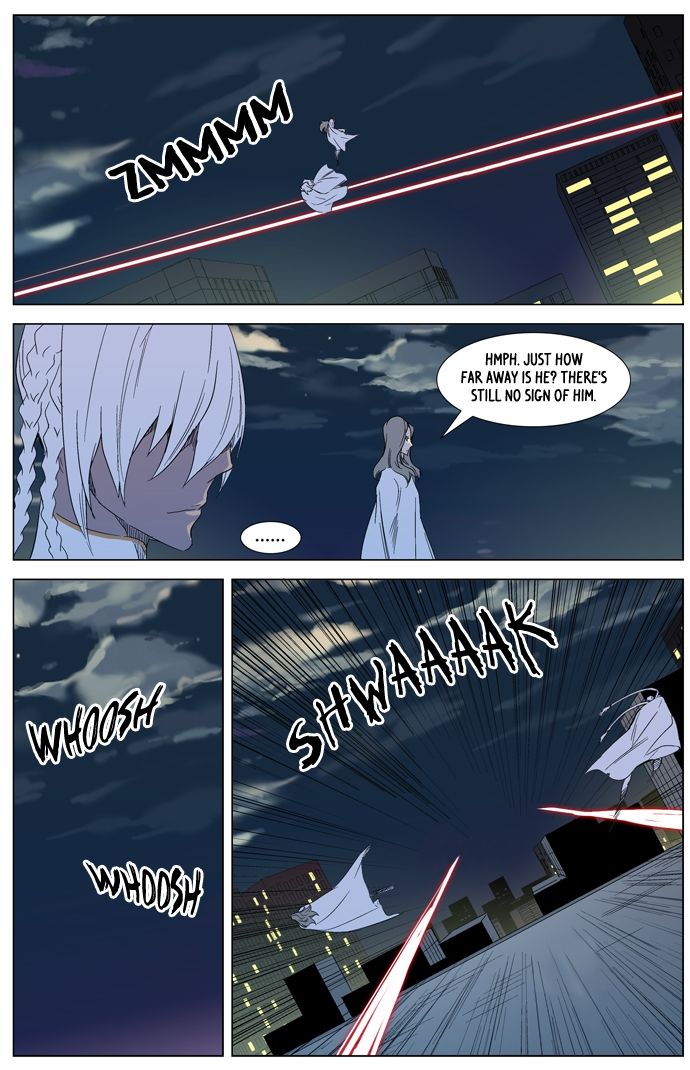 ZMMMM
HMPH. JUST HOW
FAR AWAY IS HE? THERE'S
STILL NO SIGN OF HIM.
......
WHOOSH
WHOOSH
SHWAAAAK